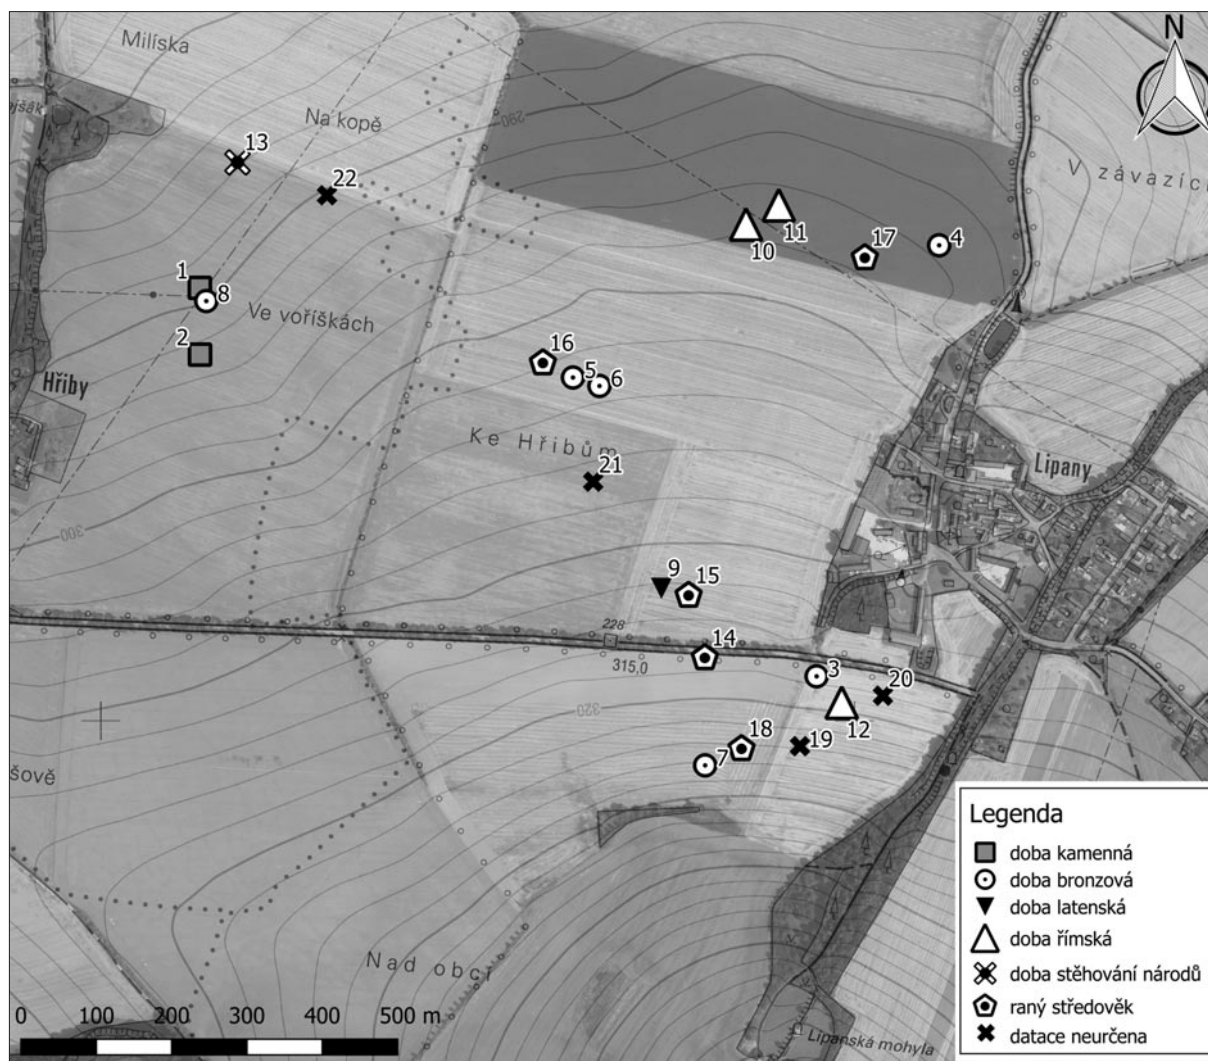 Milíska
N
Na kopě
290
V závazíc
13
22
11
10
17
4
1
8
Ve voříškách
2
Hřiby
16
5
6
Ke Hřibům
21
Lipany
300
9
15
228
14
315,0
3
20
320
12
18
19
7
šově
Nad obcí
Lipanská mohyla
Legenda
doba kamenná
doba bronzová
doba latenská
doba římská
doba stěhování národů
raný středověk
datace neurčena
0 100 200 300 400 500 m